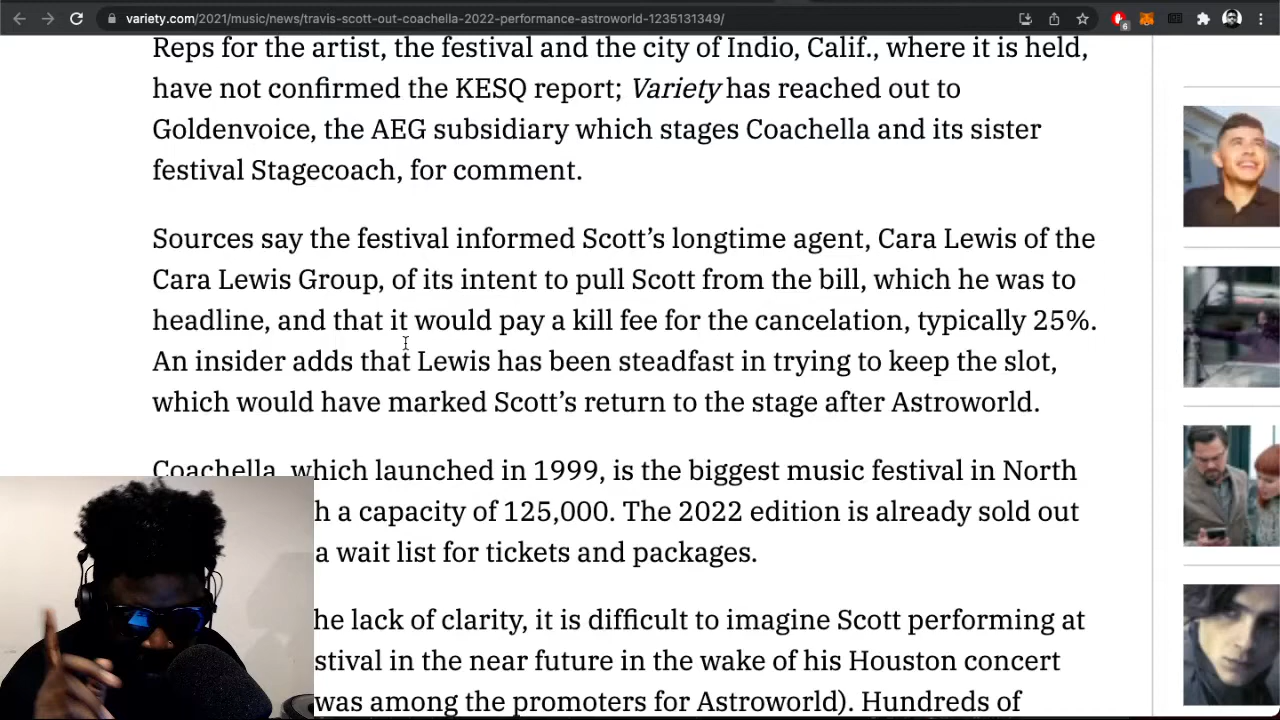 variety.com/2021/music/news/travis-scott-out-coachella-2022-performance-astroworld-1235131349/
6
Reps for the artist, the festival and the city of Indio, Calif., where it is held,
have not confirmed the KESQ report; Variety has reached out to
Goldenvoice, the AEG subsidiary which stages Coachella and its sister
festival Stagecoach, for comment.
Sources say the festival informed Scott’s longtime agent, Cara Lewis of the
Cara Lewis Group, of its intent to pull Scott from the bill, which he was to
headline, and that it would pay a kill fee for the cancelation, typically 25%.
An insider adds that Lewis has been steadfast in trying to keep the slot,
which would have marked Scott’s return to the stage after Astroworld.
Coachella, which launched in 1999, is the biggest music festival in North
h a capacity of 125,000. The 2022 edition is already sold out
a wait list for tickets and packages.
he lack of clarity, it is difficult to imagine Scott performing at
stival in the near future in the wake of his Houston concert
was among the promoters for Astroworld). Hundreds of